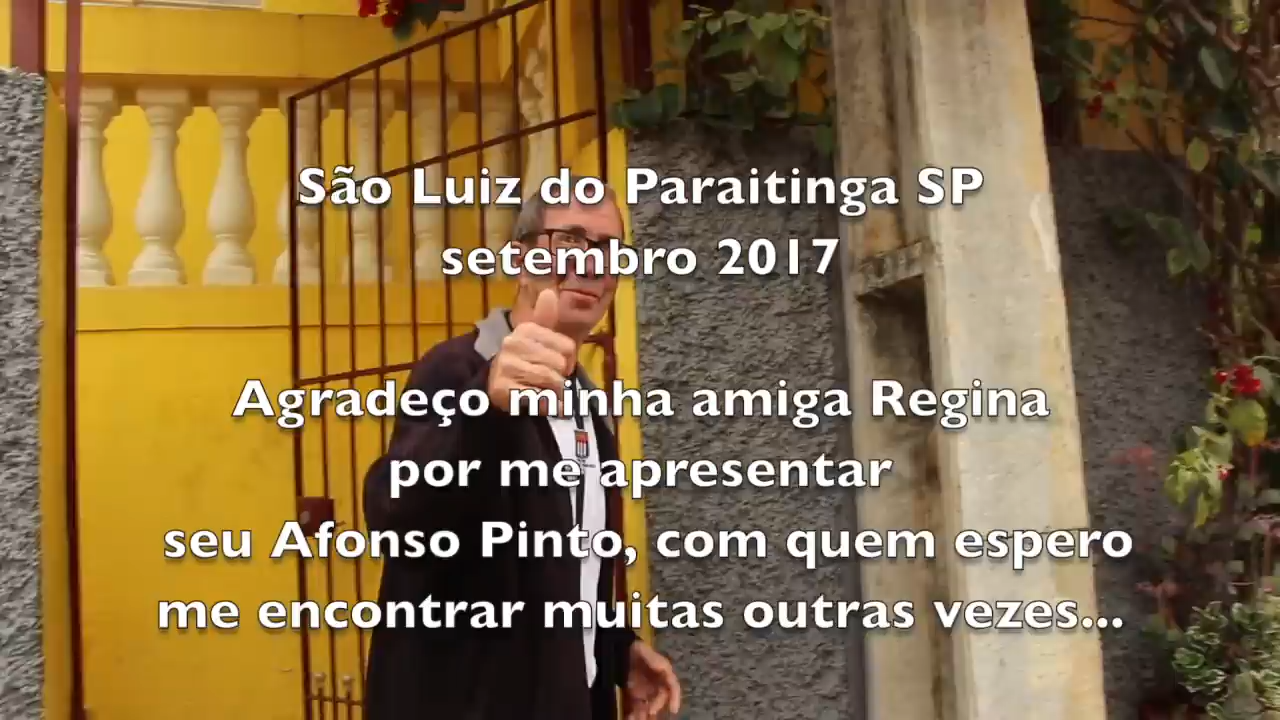 São Luiz do Paraitinga SP
setembro 2017
Agradeço minha amiga Regina
por me apresentar
seu Afonso Pinto, com quem espero
me encontrar muitas outras vezes...